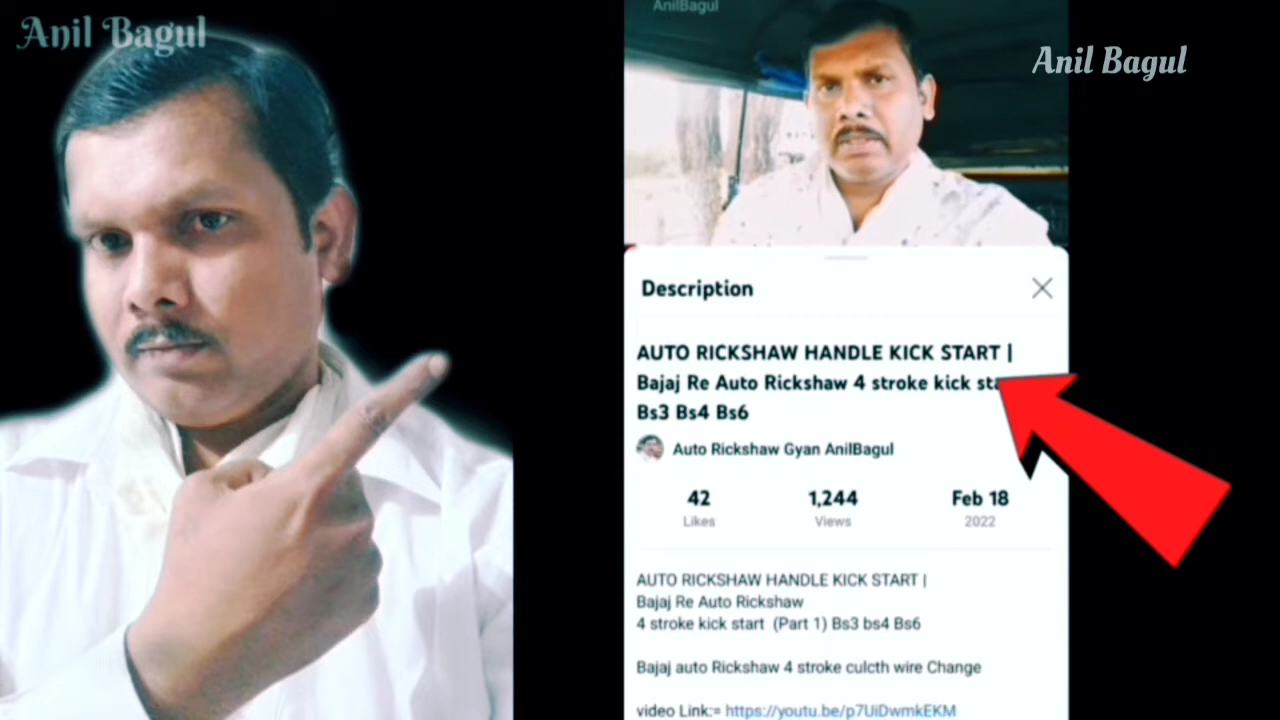 Anil Bagul
AnilBagul
Anil Bagul
Description
AUTO RICKSHAW HANDLE KICK START |
Bajaj Re Auto Rickshaw 4 stroke kick
Bs3 Bs4 Bs6
Auto Rickshaw Gyan AnilBagul
42 1,244 Feb 18
Likes Views 2022
AUTO RICKSHAW HANDLE KICK START |
Bajaj Re Auto Rickshaw
4 stroke kick start (Part 1) Bs3 bs4 Bs6
Bajaj auto Rickshaw 4 stroke culcth wire Change
video Link:= https://youtu.be/p7UiDwmkEKM